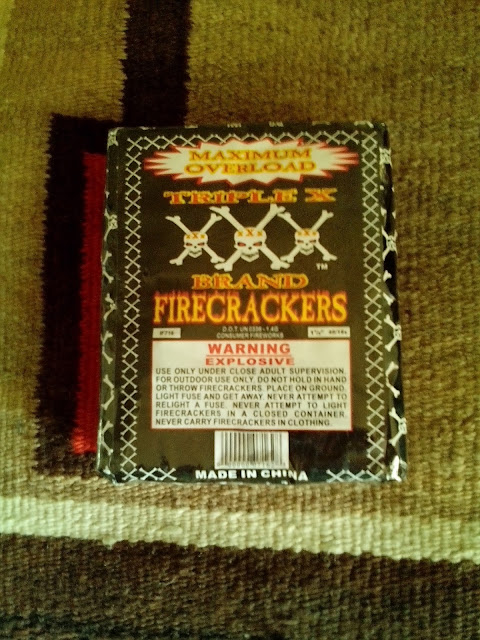 MAXIMUM
OVERLOAD
TRIPLE X
TM
BRAND
FIRECRACKERS
D.O.T. UN 0336 - 1.4G
CONSUMER FIREWORKS
WARNING
EXPLOSIVE
USE ONLY UNDER CLOSE ADULT SUPERVISION.
FOR OUTDOOR USE ONLY. DO NOT HOLD IN HAND
OR THROW FIRECRACKERS. PLACE ON GROUND.
LIGHT FUSE AND GET AWAY. NEVER ATTEMPT TO
RELIGHT A FUSE. NEVER ATTEMPT TO LIGHT
FIRECRACKERS IN A CLOSED CONTAINER.
NEVER CARRY FIRECRACKERS IN CLOTHING.
MADE IN CHINA